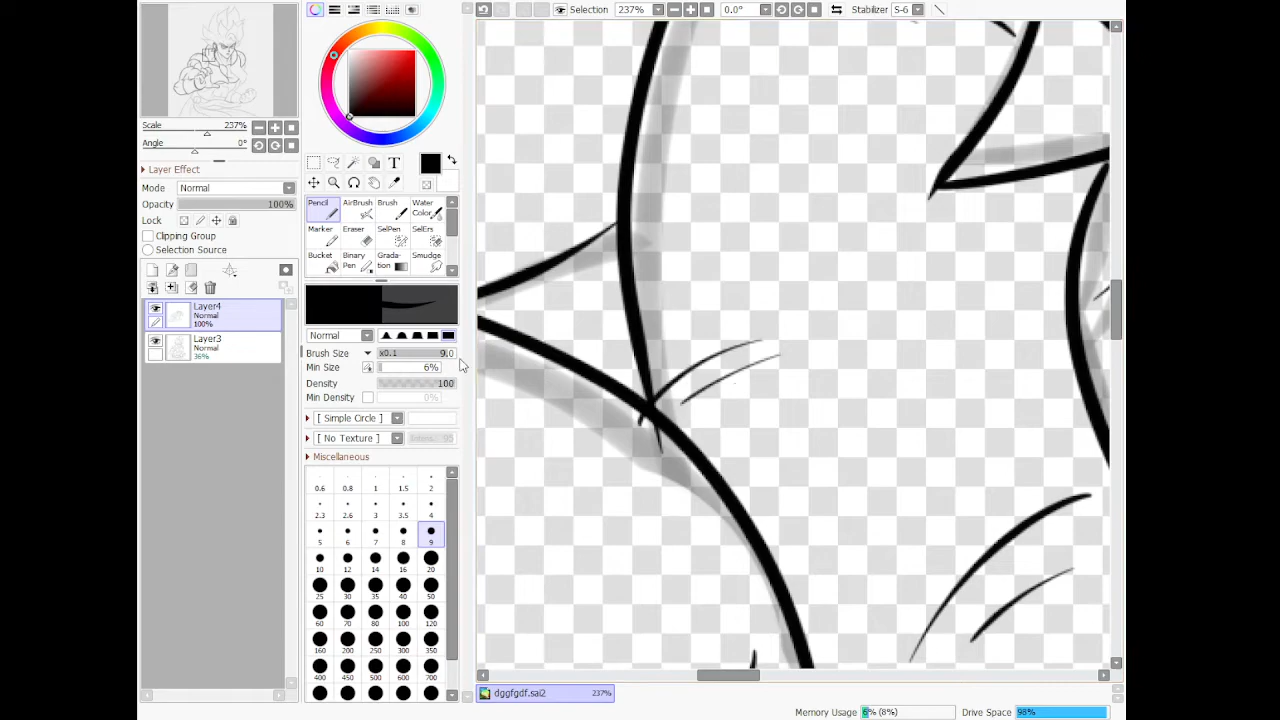 Selection 237% 0.0° Stabilizer S-6
Scale 237%
Angle 0°
Layer Effect
Mode Normal
Opacity 100%
Lock
Clipping Group
Selection Source
Layer4
Normal
100%
Layer3
Normal
36%
T
Pencil AirBrush Brush Water Color
Marker Eraser SelPen SelErs
Bucket Binary Pen Grada-tion Smudge
Normal
Brush Size x0.1 9.0
Min Size 6%
Density 100
Min Density 0%
[ Simple Circle ]
[ No Texture ] 95
Miscellaneous
0.6 0.8 1 1.5 2
2.3 2.6 3 3.5 4
5 6 7 8 9
10 12 14 16 20
25 30 35 40 50
60 70 80 100 120
160 200 250 300 350
400 450 500 600 700
dggfgdf.sai2 237%
Memory Usage 6% (8%) Drive Space 98%